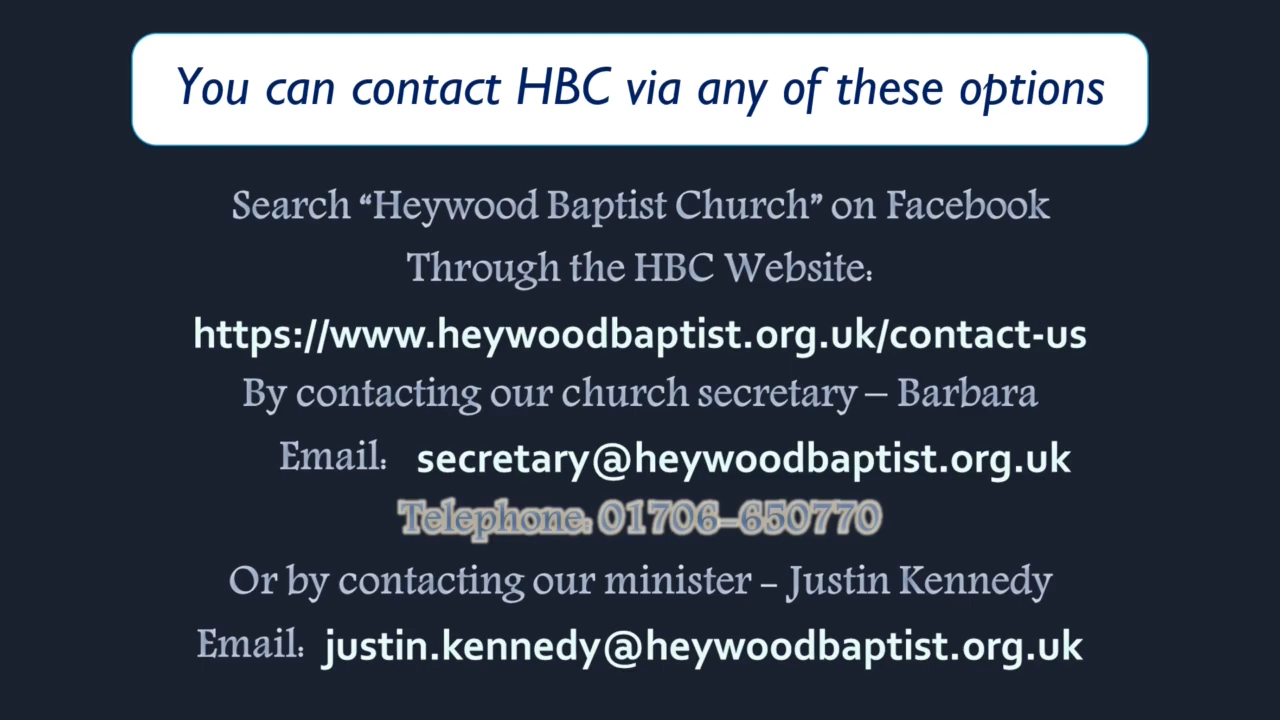 You can contact HBC via any of these options
Search “Heywood Baptist Church” on Facebook
Through the HBC Website:
https://www.heywoodbaptist.org.uk/contact-us
By contacting our church secretary – Barbara
Email: secretary@heywoodbaptist.org.uk
Telephone: 01706–650770
Or by contacting our minister – Justin Kennedy
Email: justin.kennedy@heywoodbaptist.org.uk